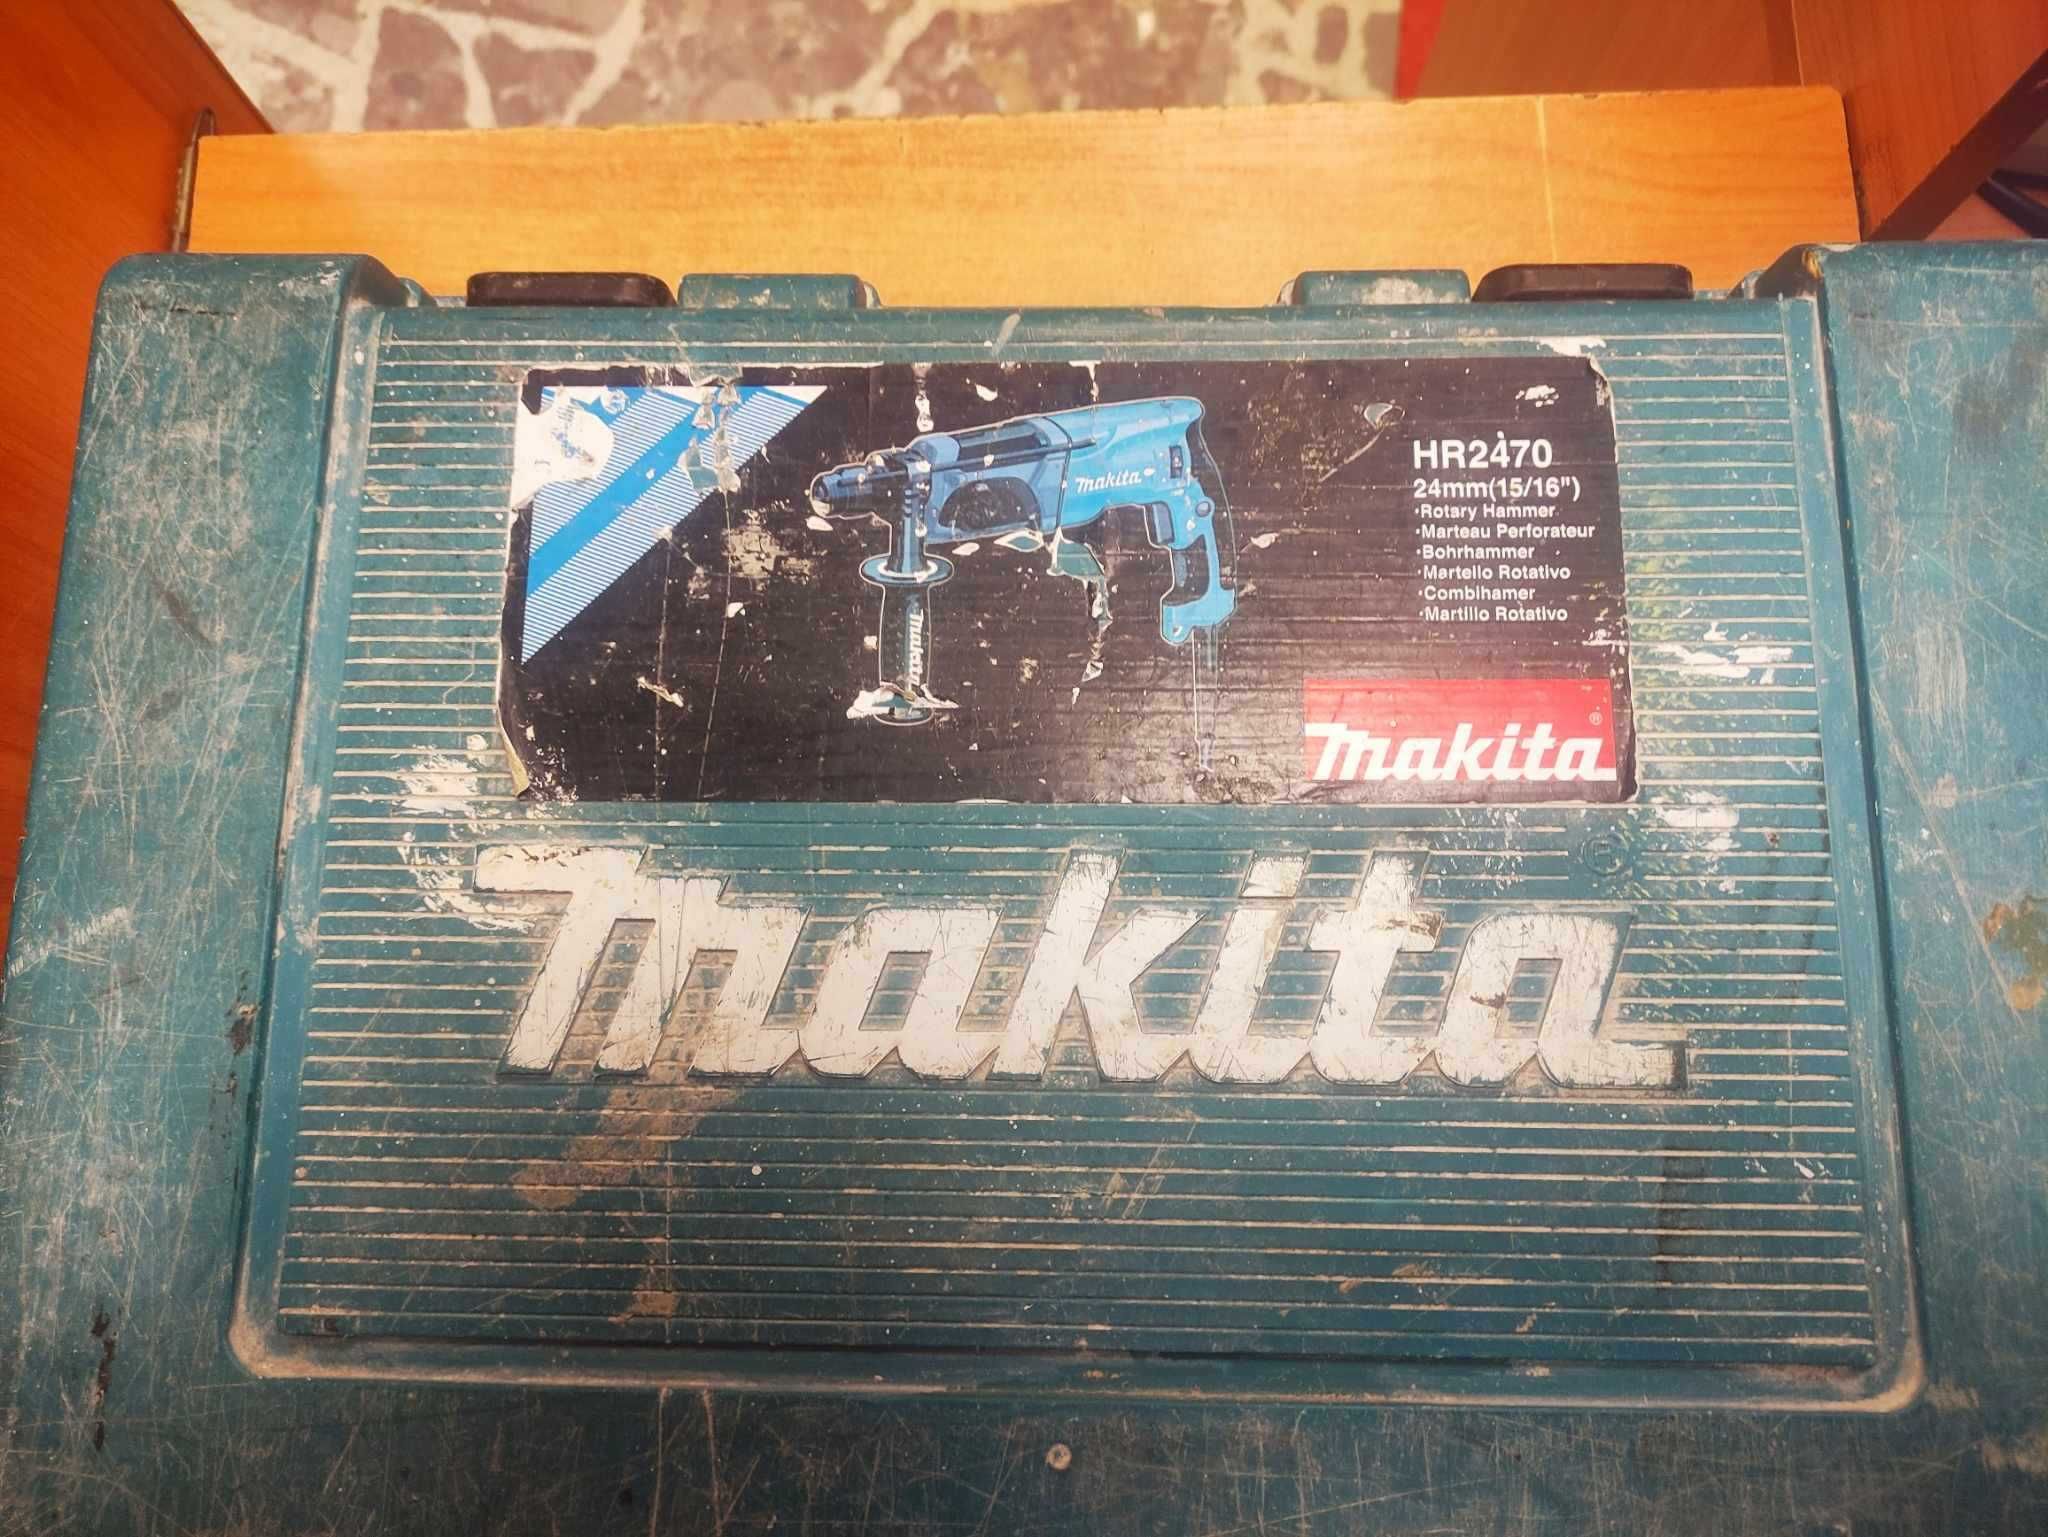 makita
makita
HR2470
24mm(15/16")
·Rotary Hammer
·Marteau Perforateur
·Bohrhammer
·Martello Rotativo
·Combihamer
·Martillo Rotativo
makita®
makita®